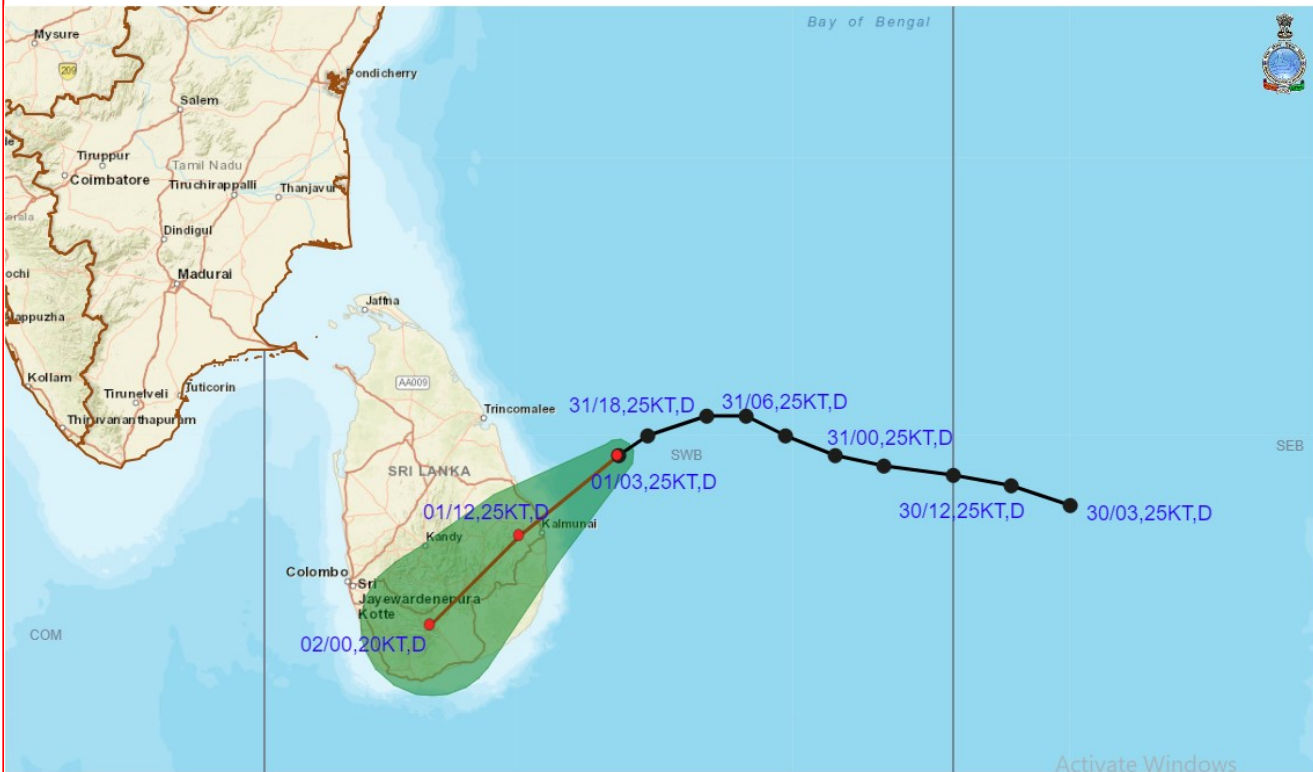 Bay of Bengal
Mysure
209
Pondicherry
Salem
Tiruppur
Tamil Nadu
Coimbatore
Tiruchirappalli
Thanjavur
Dindigul
ochi
Madurai
appuzha
Jaffna
Kollam
AA009
Tirunelveli
Tuticorin
Trincomalee
31/18,25KT,D
31/06,25KT,D
Thiruvananthapuram
31/00,25KT,D
SEB
SWB
SRI LANKA
01/03,25KT,D
01/12,25KT,D
30/12,25KT,D
30/03,25KT,D
Kalmunai
Kandy
Colombo
Sri
Jayewardenepura
Kotte
COM
02/00,20KT,D
Activate Windows